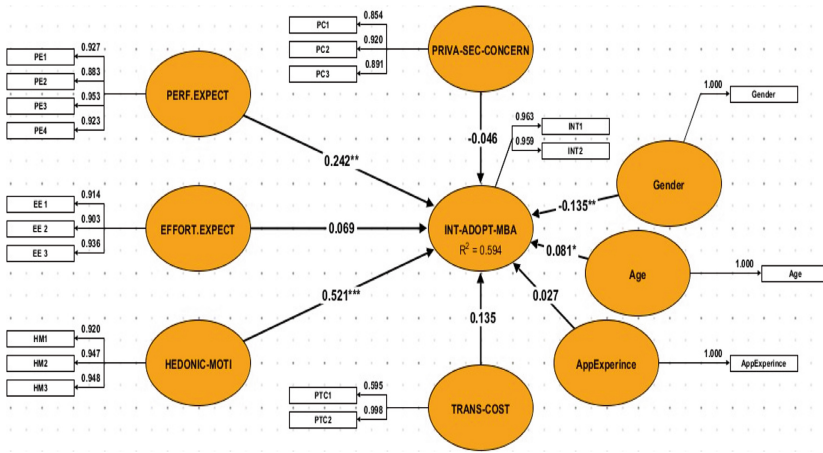 PC1
0.854
PC2
0.920
PC3
0.891
PRIVA-SEC-CONCERN
PE1
0.927
PE2
0.883
PE3
0.953
PE4
0.923
PERF.EXPECT
1.000
Gender
0.963
INT1
0.959
INT2
-0.046
0.242**
Gender
-0.135**
EE 1
0.914
EE 2
0.903
EE 3
0.936
EFFORT.EXPECT
0.069
INT-ADOPT-MBA
R² = 0.594
0.081*
Age
1.000
Age
0.521***
0.027
0.135
HM1
0.920
HM2
0.947
HM3
0.948
HEDONIC-MOTI
AppExperince
1.000
AppExperince
PTC1
0.595
PTC2
0.998
TRANS-COST